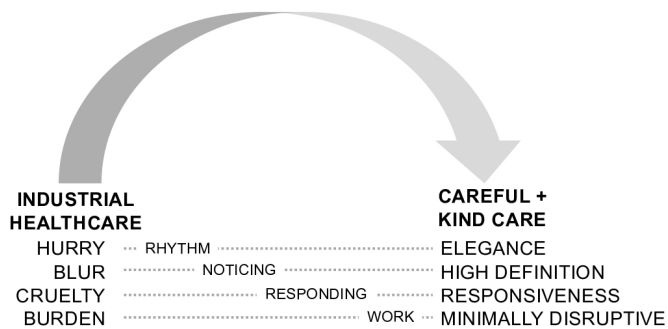 INDUSTRIAL
HEALTHCARE
CAREFUL +
KIND CARE
HURRY RHYTHM ELEGANCE
BLUR NOTICING HIGH DEFINITION
CRUELTY RESPONDING RESPONSIVENESS
BURDEN WORK MINIMALLY DISRUPTIVE